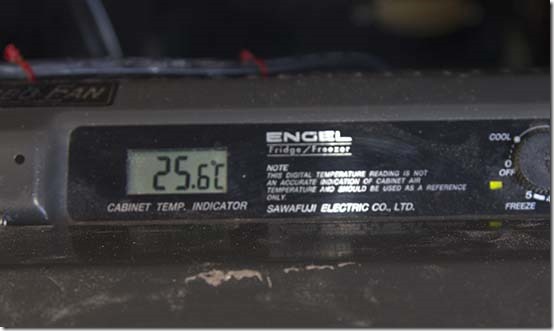 25.6℃
CABINET TEMP. INDICATOR
ENGEL
Fridge/Freezer
NOTE
THIS DIGITAL TEMPERATURE READING IS NOT
AN ACCURATE INDICATION OF CABINET AIR
TEMPERATURE AND SHOULD BE USED AS A REFERENCE
ONLY.
SAWAFUJI ELECTRIC CO., LTD.
COOL
0
OFF
5
FREEZE